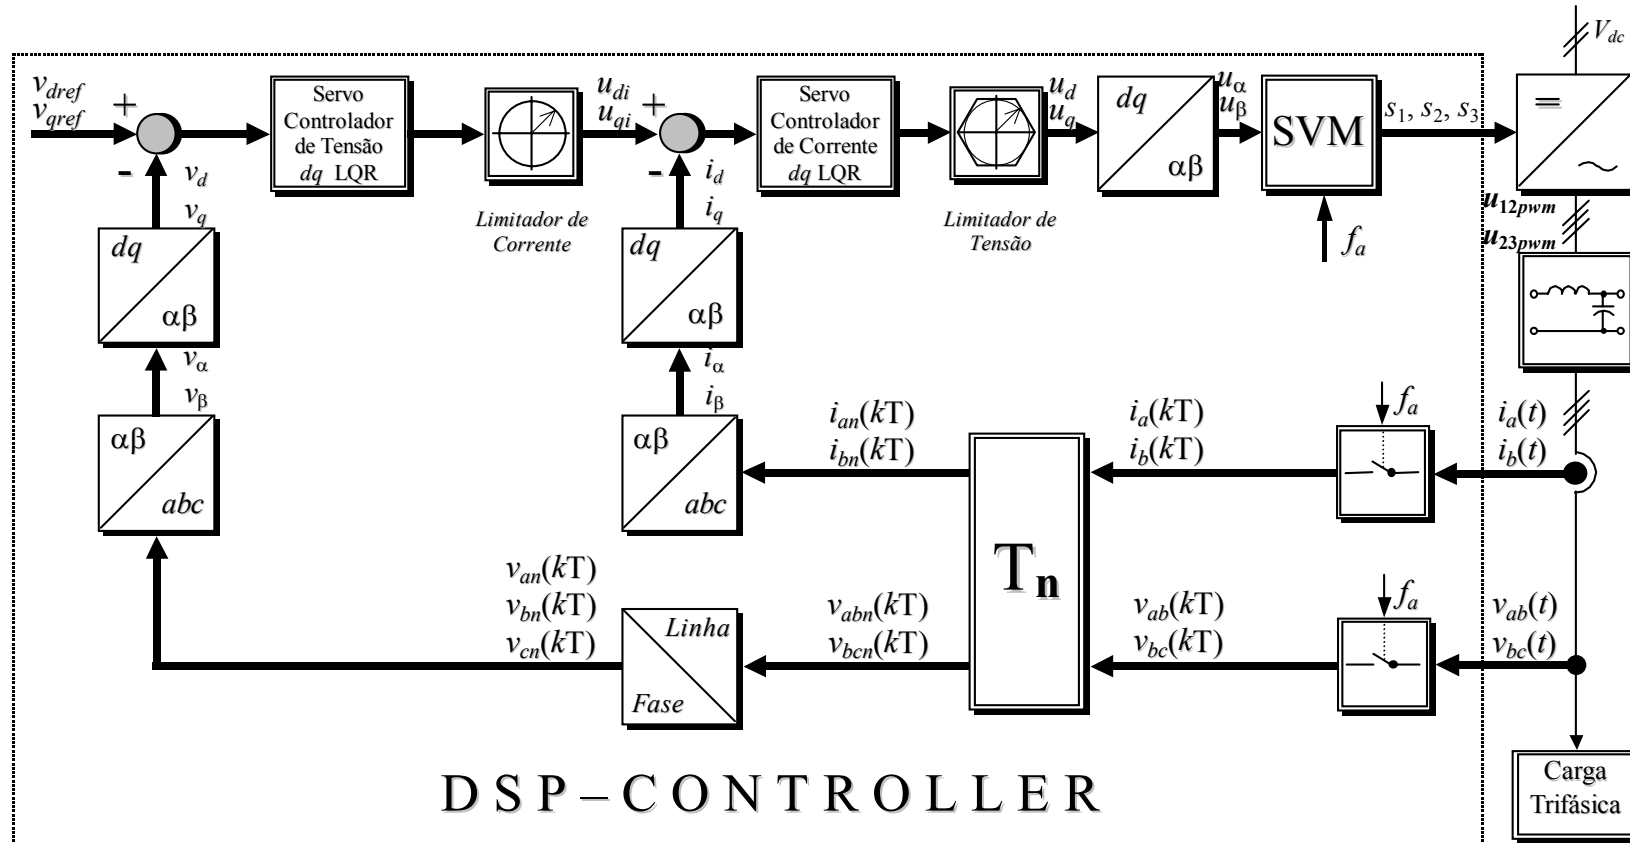 V_dc
v_dref
v_qref
+
-
Servo
Controlador
de Tensão
dq LQR
u_di
u_qi
+
-
Servo
Controlador
de Corrente
dq LQR
u_d
u_q
dq
αβ
u_α
u_β
SVM
s_1, s_2, s_3
=
~
Limitador de
Corrente
Limitador de
Tensão
f_a
u_12pwm
u_23pwm
v_d
v_q
dq
αβ
i_d
i_q
dq
αβ
v_α
v_β
αβ
abc
i_α
i_β
αβ
abc
i_an(kT)
i_bn(kT)
T_n
i_a(kT)
i_b(kT)
f_a
i_a(t)
i_b(t)
v_an(kT)
v_bn(kT)
v_cn(kT)
Linha
Fase
v_abn(kT)
v_bcn(kT)
v_ab(kT)
v_bc(kT)
f_a
v_ab(t)
v_bc(t)
DSP–CONTROLLER
Carga
Trifásica